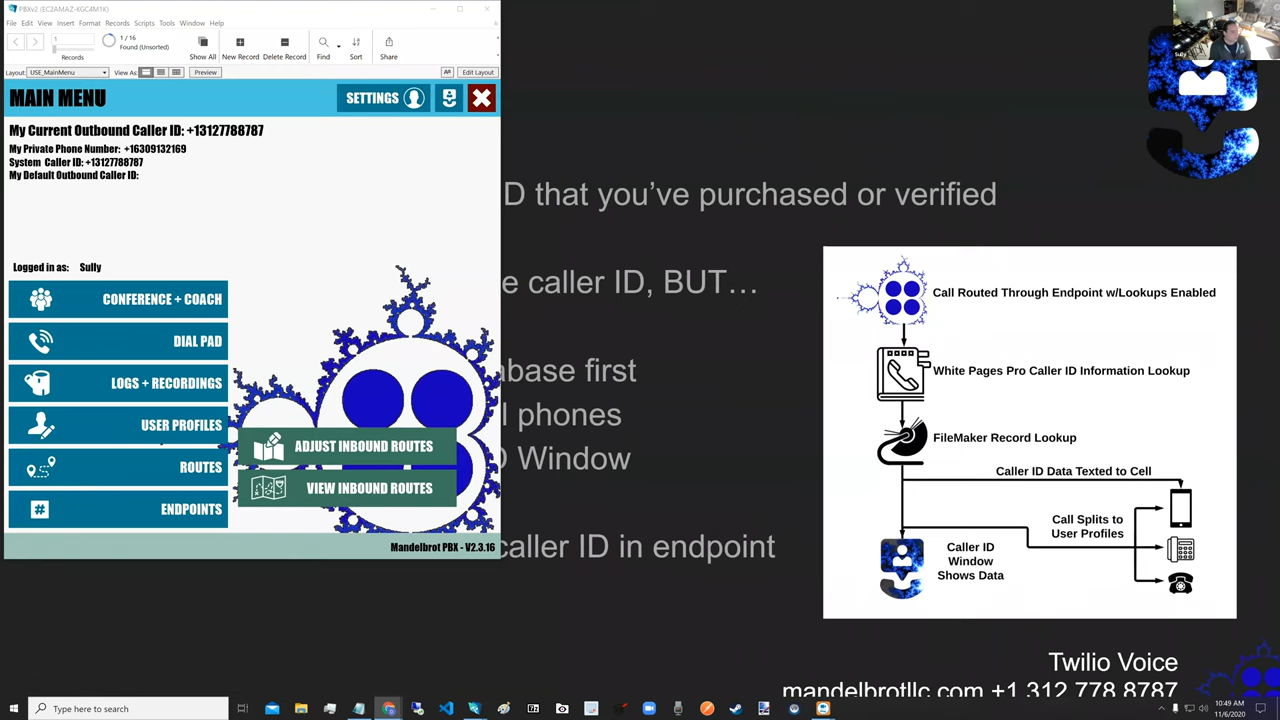 PBXv2 (EC2AMAZ-KGC4M1K)
File Edit View Insert Format Records Scripts Tools Window Help
1
1 / 16
Found (Unsorted)
Records
Show All
New Record
Delete Record
Find
Sort
Share
Layout: USE_MainMenu
View As:
Preview
Aa
Edit Layout
MAIN MENU
SETTINGS
My Current Outbound Caller ID: +13127788787
My Private Phone Number: +16309132169
System Caller ID: +13127788787
My Default Outbound Caller ID:
Logged in as: Sully
CONFERENCE + COACH
DIAL PAD
LOGS + RECORDINGS
USER PROFILES
ROUTES
ENDPOINTS
ADJUST INBOUND ROUTES
VIEW INBOUND ROUTES
Mandelbrot PBX - V2.3.16
D that you’ve purchased or verified
e caller ID, BUT…
base first
l phones
D Window
caller ID in endpoint
Call Routed Through Endpoint w/Lookups Enabled
White Pages Pro Caller ID Information Lookup
FileMaker Record Lookup
Caller ID Data Texted to Cell
Call Splits to
User Profiles
Caller ID
Window
Shows Data
Twilio Voice
mandelbrotllc.com +1 312 778 8787
Sully
Type here to search
10:49 AM
11/6/2020